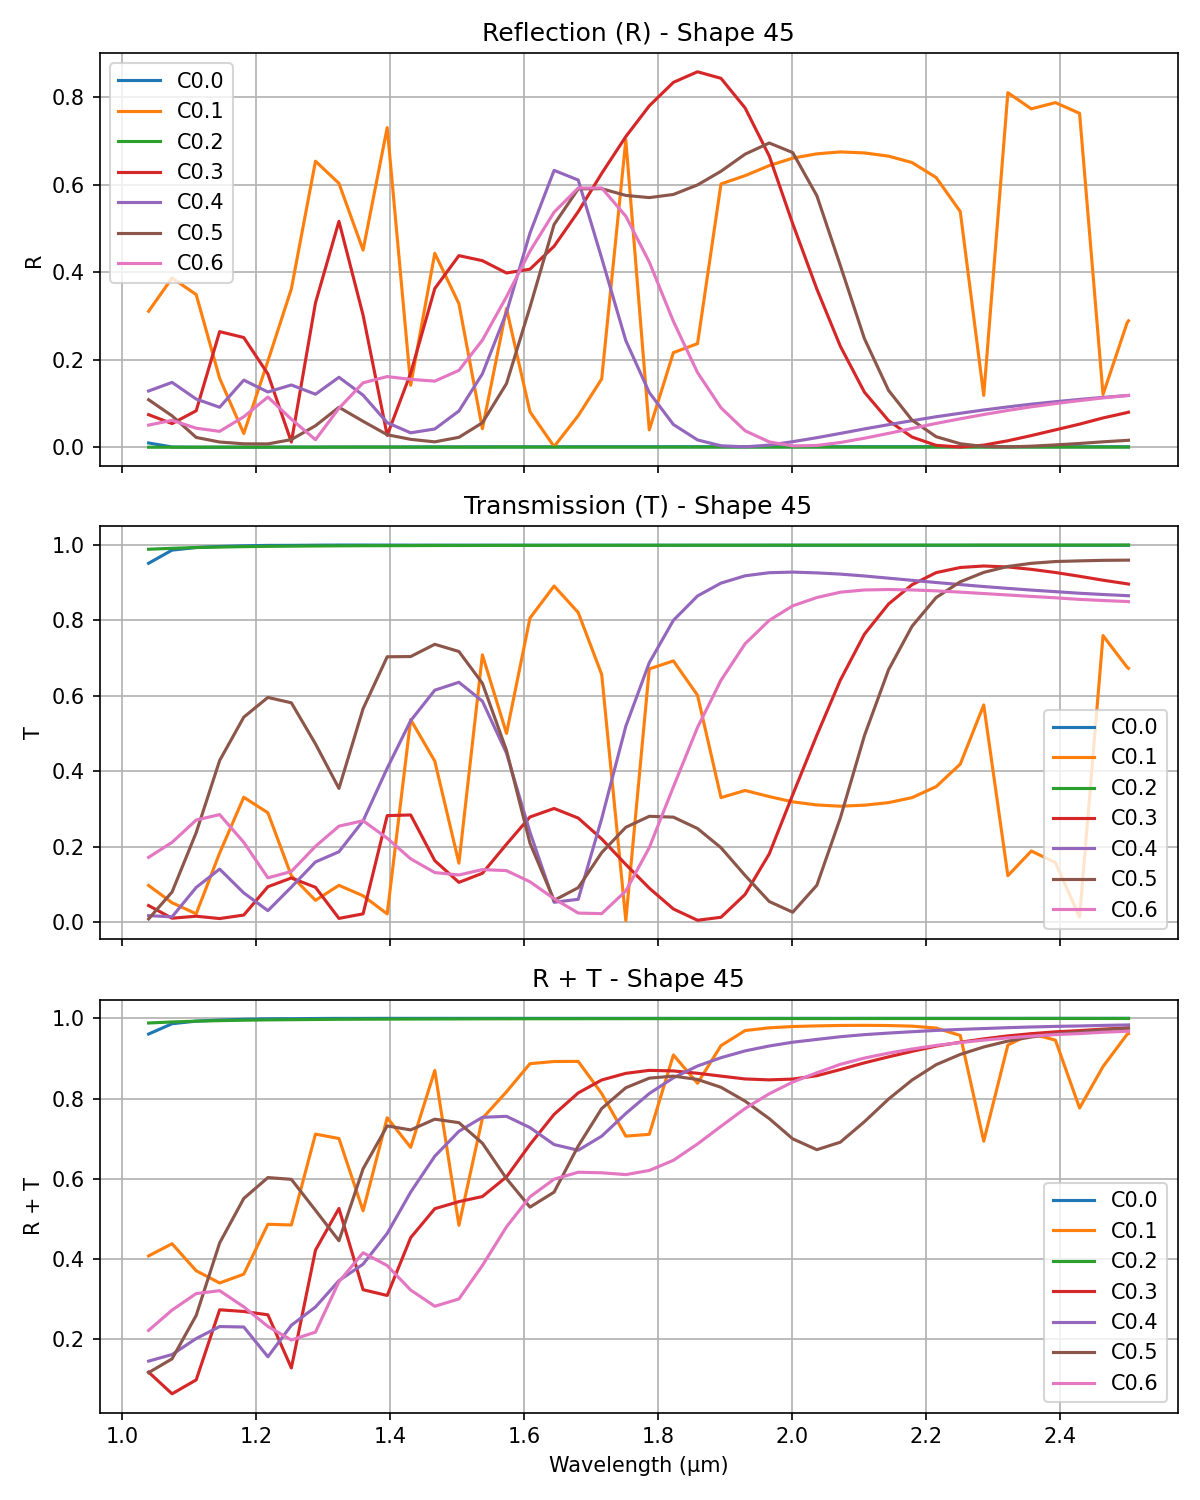 Reflection (R) - Shape 45
R
0.8
0.6
0.4
0.2
0.0
C0.0
C0.1
C0.2
C0.3
C0.4
C0.5
C0.6
Transmission (T) - Shape 45
T
1.0
0.8
0.6
0.4
0.2
0.0
C0.0
C0.1
C0.2
C0.3
C0.4
C0.5
C0.6
R + T - Shape 45
R + T
1.0
0.8
0.6
0.4
0.2
C0.0
C0.1
C0.2
C0.3
C0.4
C0.5
C0.6
1.0 1.2 1.4 1.6 1.8 2.0 2.2 2.4
Wavelength (μm)